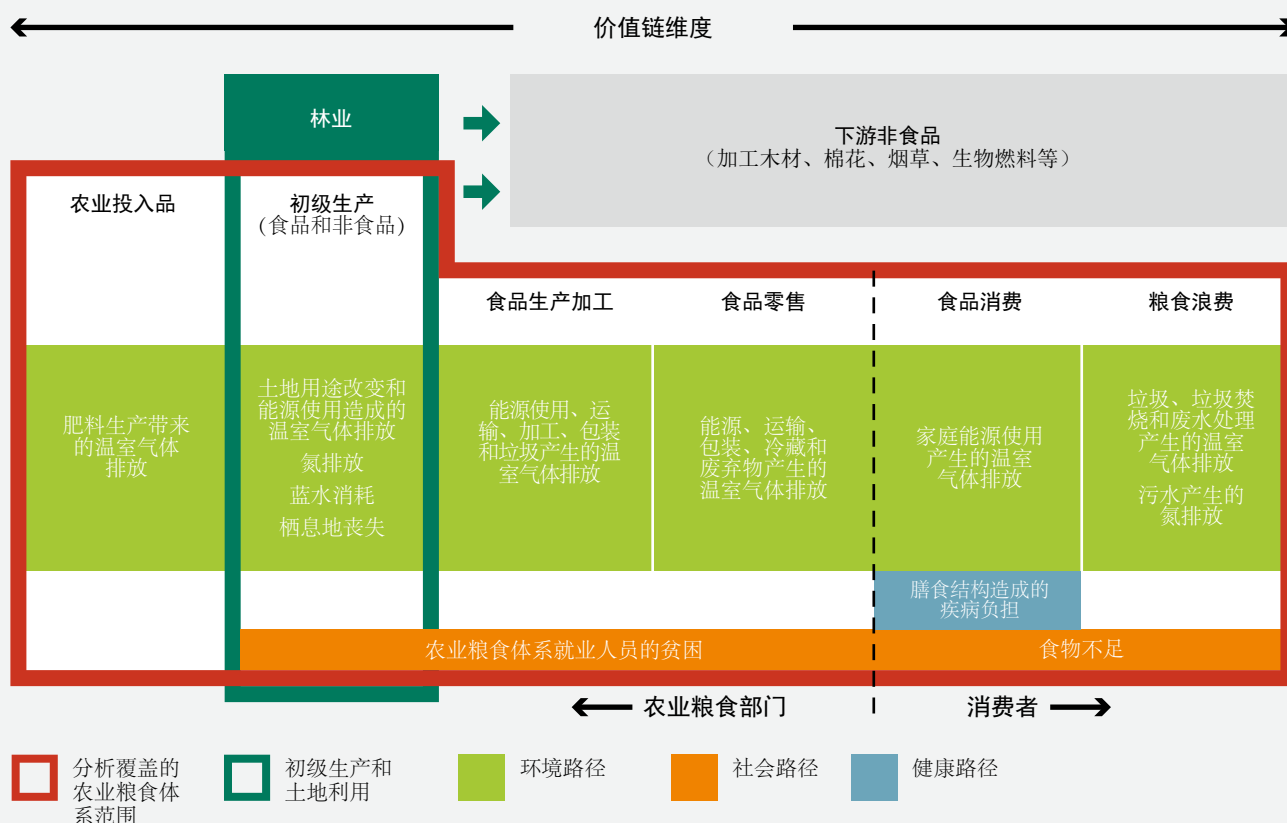 价值链维度
林业
下游非食品
（加工木材、棉花、烟草、生物燃料等）
农业投入品
初级生产
(食品和非食品)
食品生产加工
食品零售
食品消费
粮食浪费
肥料生产带来
的温室气体
排放
土地用途改变和
能源使用造成的
温室气体排放
氮排放
蓝水消耗
栖息地丧失
能源使用、运
输、加工、包装
和垃圾产生的温
室气体排放
能源、运输、
包装、冷藏和
废弃物产生的
温室气体排放
家庭能源使用
产生的温室
气体排放
垃圾、垃圾焚
烧和废水处理
产生的温室
气体排放
污水产生的
氮排放
膳食结构造成的
疾病负担
农业粮食体系就业人员的贫困
食物不足
农业粮食部门
消费者
分析覆盖的
农业粮食体
系范围
初级生产和
土地利用
环境路径
社会路径
健康路径